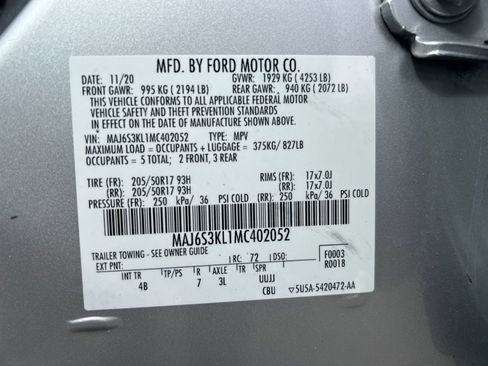 MFD. BY FORD MOTOR CO.
DATE: 11/20 GVWR: 1929 KG ( 4253 LB)
FRONT GAWR: 995 KG ( 2194 LB) REAR GAWR: 940 KG ( 2072 LB)
THIS VEHICLE CONFORMS TO ALL APPLICABLE FEDERAL MOTOR
VEHICLE SAFETY AND THEFT PREVENTION STANDARDS
IN EFFECT ON THE DATE OF MANUFACTURE SHOWN ABOVE.
VIN: MAJ6S3KL1MC402052 TYPE: MPV
MAXIMUM LOAD = OCCUPANTS + LUGGAGE = 375KG/ 827LB
OCCUPANTS = 5 TOTAL; 2 FRONT, 3 REAR
TIRE (FR): 205/50R17 93H RIMS (FR): 17x7.0J
(RR): 205/50R17 93H (RR): 17x7.0J
PRESSURE (FR): 250 kPa/ 36 PSI COLD (RR): 250 kPa/ 36 PSI COLD
MAJ6S3KL1MC402052
TRAILER TOWING - SEE OWNER GUIDE
EXT PNT: RC: 72 DSO: F0003
R0018
INT TR TP/PS R AXLE TR SPR
4B 7 3L UUJJ
CBU ▽5U5A-5420472-AA